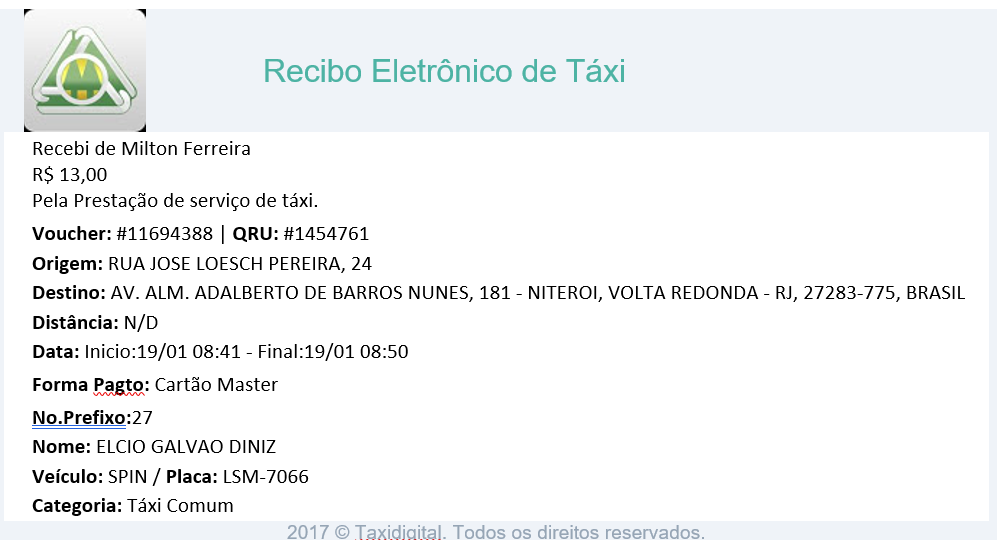 Recibo Eletrônico de Táxi
Recebi de Milton Ferreira
R$ 13,00
Pela Prestação de serviço de táxi.
Voucher: #11694388 | QRU: #1454761
Origem: RUA JOSE LOESCH PEREIRA, 24
Destino: AV. ALM. ADALBERTO DE BARROS NUNES, 181 - NITEROI, VOLTA REDONDA - RJ, 27283-775, BRASIL
Distância: N/D
Data: Inicio:19/01 08:41 - Final:19/01 08:50
Forma Pagto: Cartão Master
No.Prefixo:27
Nome: ELCIO GALVAO DINIZ
Veículo: SPIN / Placa: LSM-7066
Categoria: Táxi Comum
2017 © Taxidigital. Todos os direitos reservados.